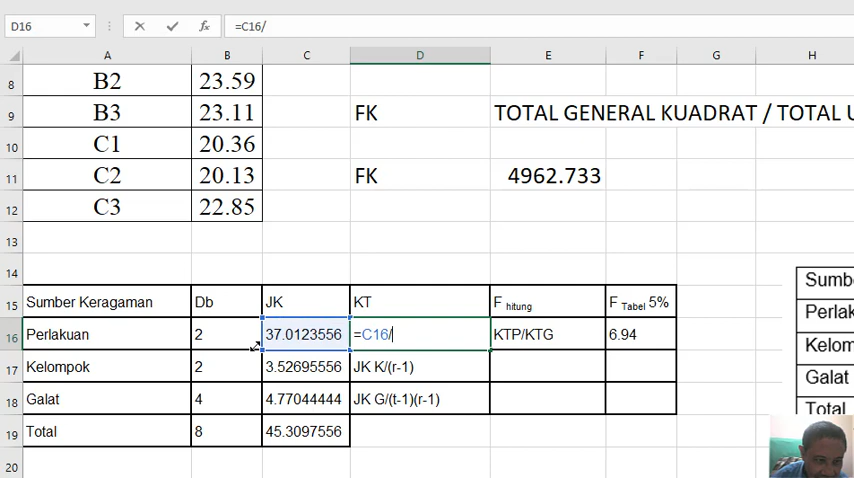 D16 fx =C16/
A B C D E F G H
8 B2 23.59
9 B3 23.11 FK TOTAL GENERAL KUADRAT / TOTAL U
10 C1 20.36
11 C2 20.13 FK 4962.733
12 C3 22.85
13
14
15 Sumber Keragaman Db JK KT F hitung F Tabel 5% Sumb
16 Perlakuan 2 37.0123556 =C16/ KTP/KTG 6.94 Perlak
17 Kelompok 2 3.52695556 JK K/(r-1) Kelom
18 Galat 4 4.77044444 JK G/(t-1)(r-1) Galat
19 Total 8 45.3097556 Total
20